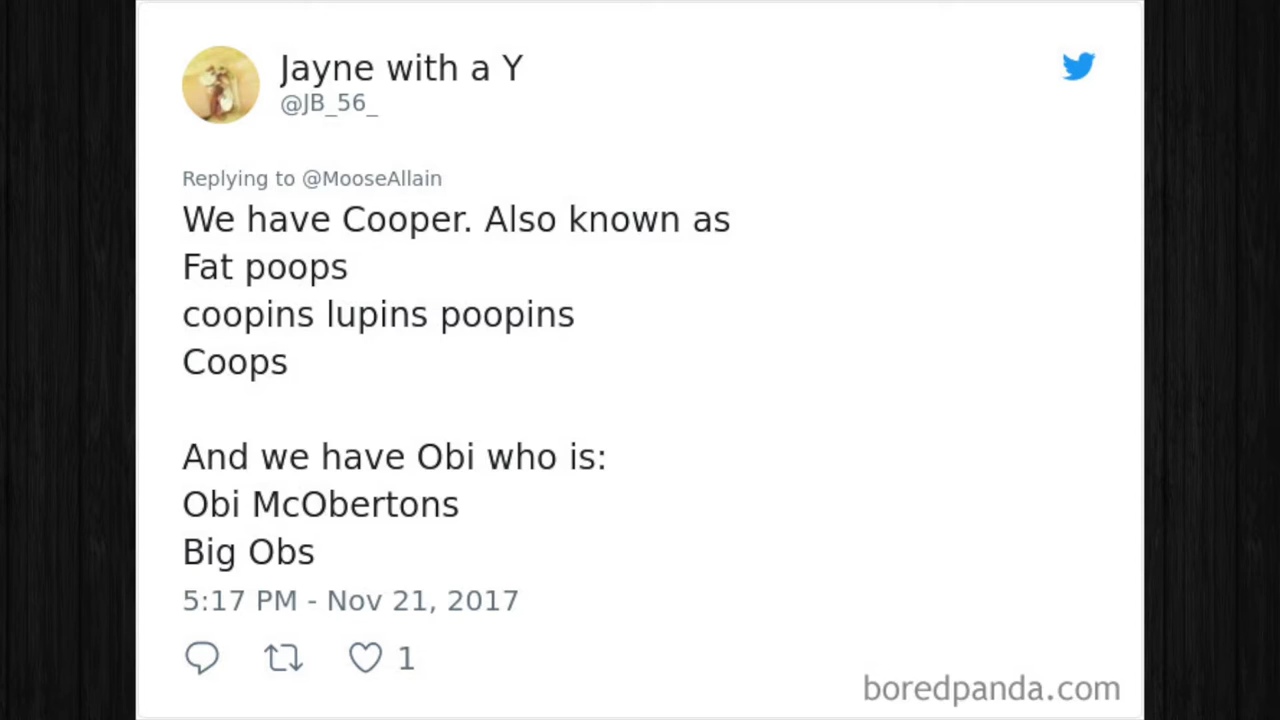 Jayne with a Y
@JB_56_
Replying to @MooseAllain
We have Cooper. Also known as
Fat poops
coopins lupins poopins
Coops
And we have Obi who is:
Obi McObertons
Big Obs
5:17 PM - Nov 21, 2017
1
boredpanda.com